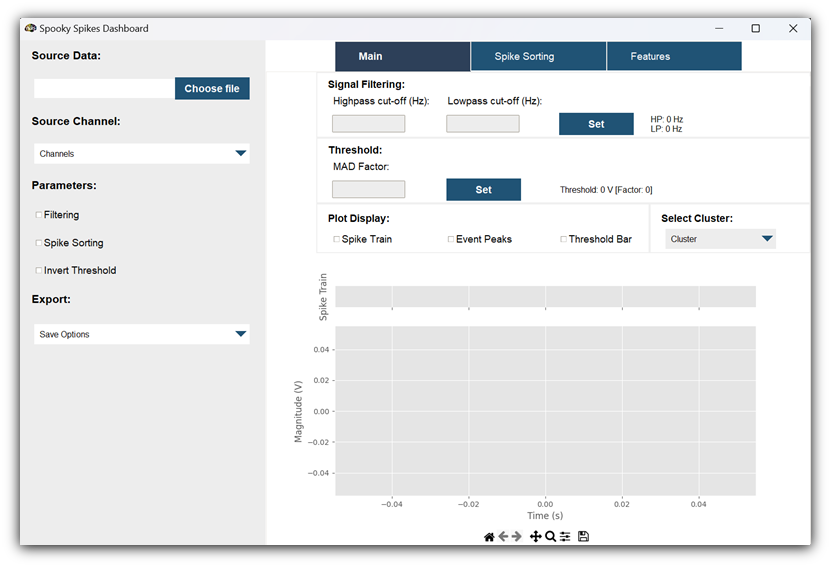 Spooky Spikes Dashboard
Source Data:
Choose file
Source Channel:
Channels
Parameters:
Filtering
Spike Sorting
Invert Threshold
Export:
Save Options
Main Spike Sorting Features
Signal Filtering:
Highpass cut-off (Hz): Lowpass cut-off (Hz):
Set
HP: 0 Hz
LP: 0 Hz
Threshold:
MAD Factor:
Set
Threshold: 0 V [Factor: 0]
Plot Display:
Spike Train Event Peaks Threshold Bar
Select Cluster:
Cluster
Spike Train
Magnitude (V)
0.04
0.02
0.00
−0.02
−0.04
−0.04 −0.02 0.00 0.02 0.04
Time (s)